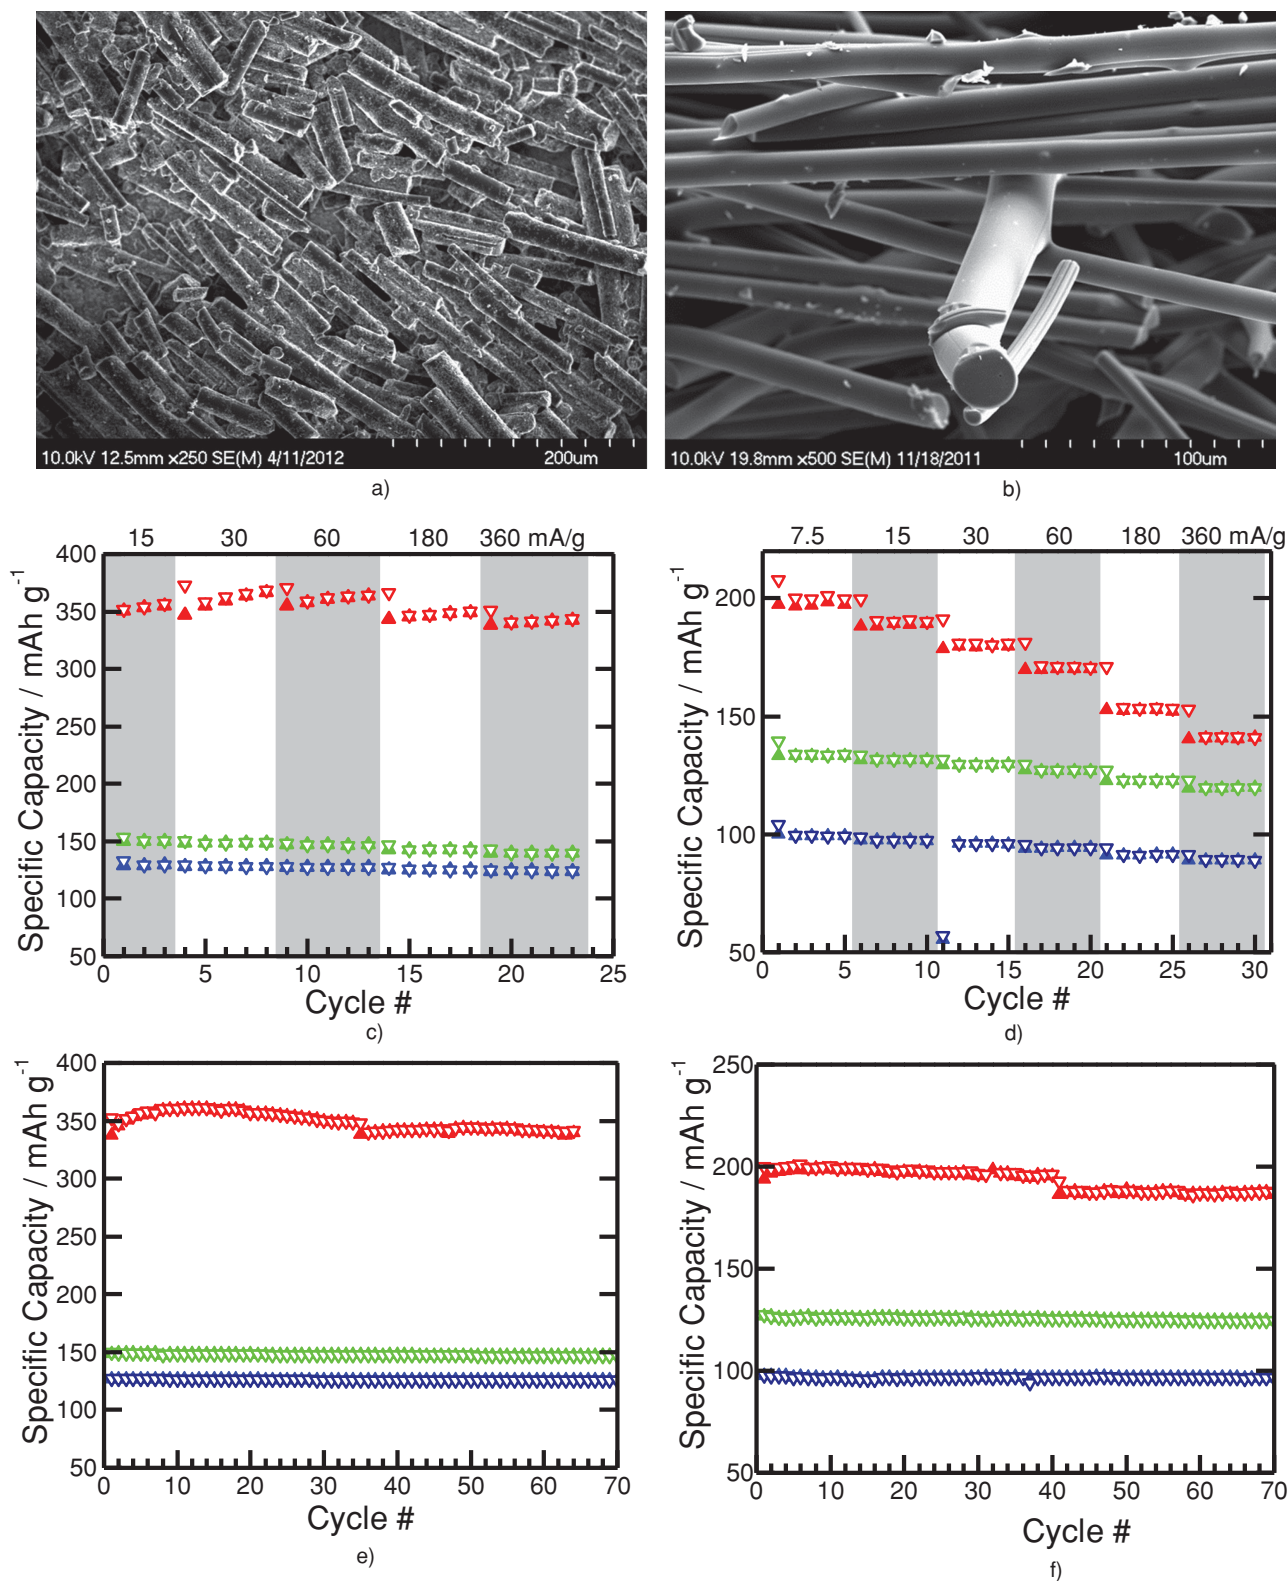 10.0kV 12.5mm x250 SE(M) 4/11/2012 200um
10.0kV 19.8mm x500 SE(M) 11/18/2011 100um
a)
b)
15 30 60 180 360 mA/g
400
350
300
250
200
150
100
50
0 5 10 15 20 25
Specific Capacity / mAh g⁻¹
Cycle #
c)
7.5 15 30 60 180 360 mA/g
200
150
100
50
0 5 10 15 20 25 30
Specific Capacity / mAh g⁻¹
Cycle #
d)
400
350
300
250
200
150
100
50
0 10 20 30 40 50 60 70
Specific Capacity / mAh g⁻¹
Cycle #
e)
250
200
150
100
50
0 10 20 30 40 50 60 70
Specific Capacity / mAh g⁻¹
Cycle #
f)